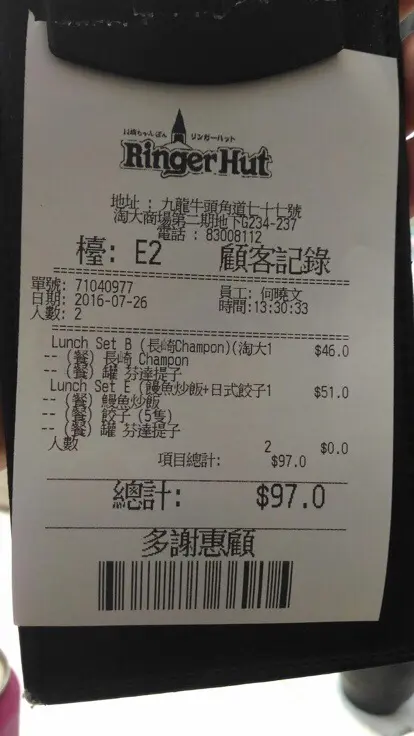 長崎ちゃんぽん リンガーハット
Ringer Hut
地址 : 九龍牛頭角道七十七號
淘大商場第二期地下G234-237
電話 : 83008112
檯: E2 顧客記錄
單號: 71040977
員工: 何曉文
日期: 2016-07-26
時間:13:30:33
人數: 2
Lunch Set B (長崎Champon)(淘大1 $46.0
-- (餐) 長崎 Champon
-- (餐) 罐 芬達提子
Lunch Set E (鰻魚炒飯+日式餃子1 $51.0
-- (餐) 鰻魚炒飯
-- (餐) 餃子 (5隻)
-- (餐) 罐 芬達提子
人數 2 $0.0
項目總計: $97.0
總計: $97.0
多謝惠顧